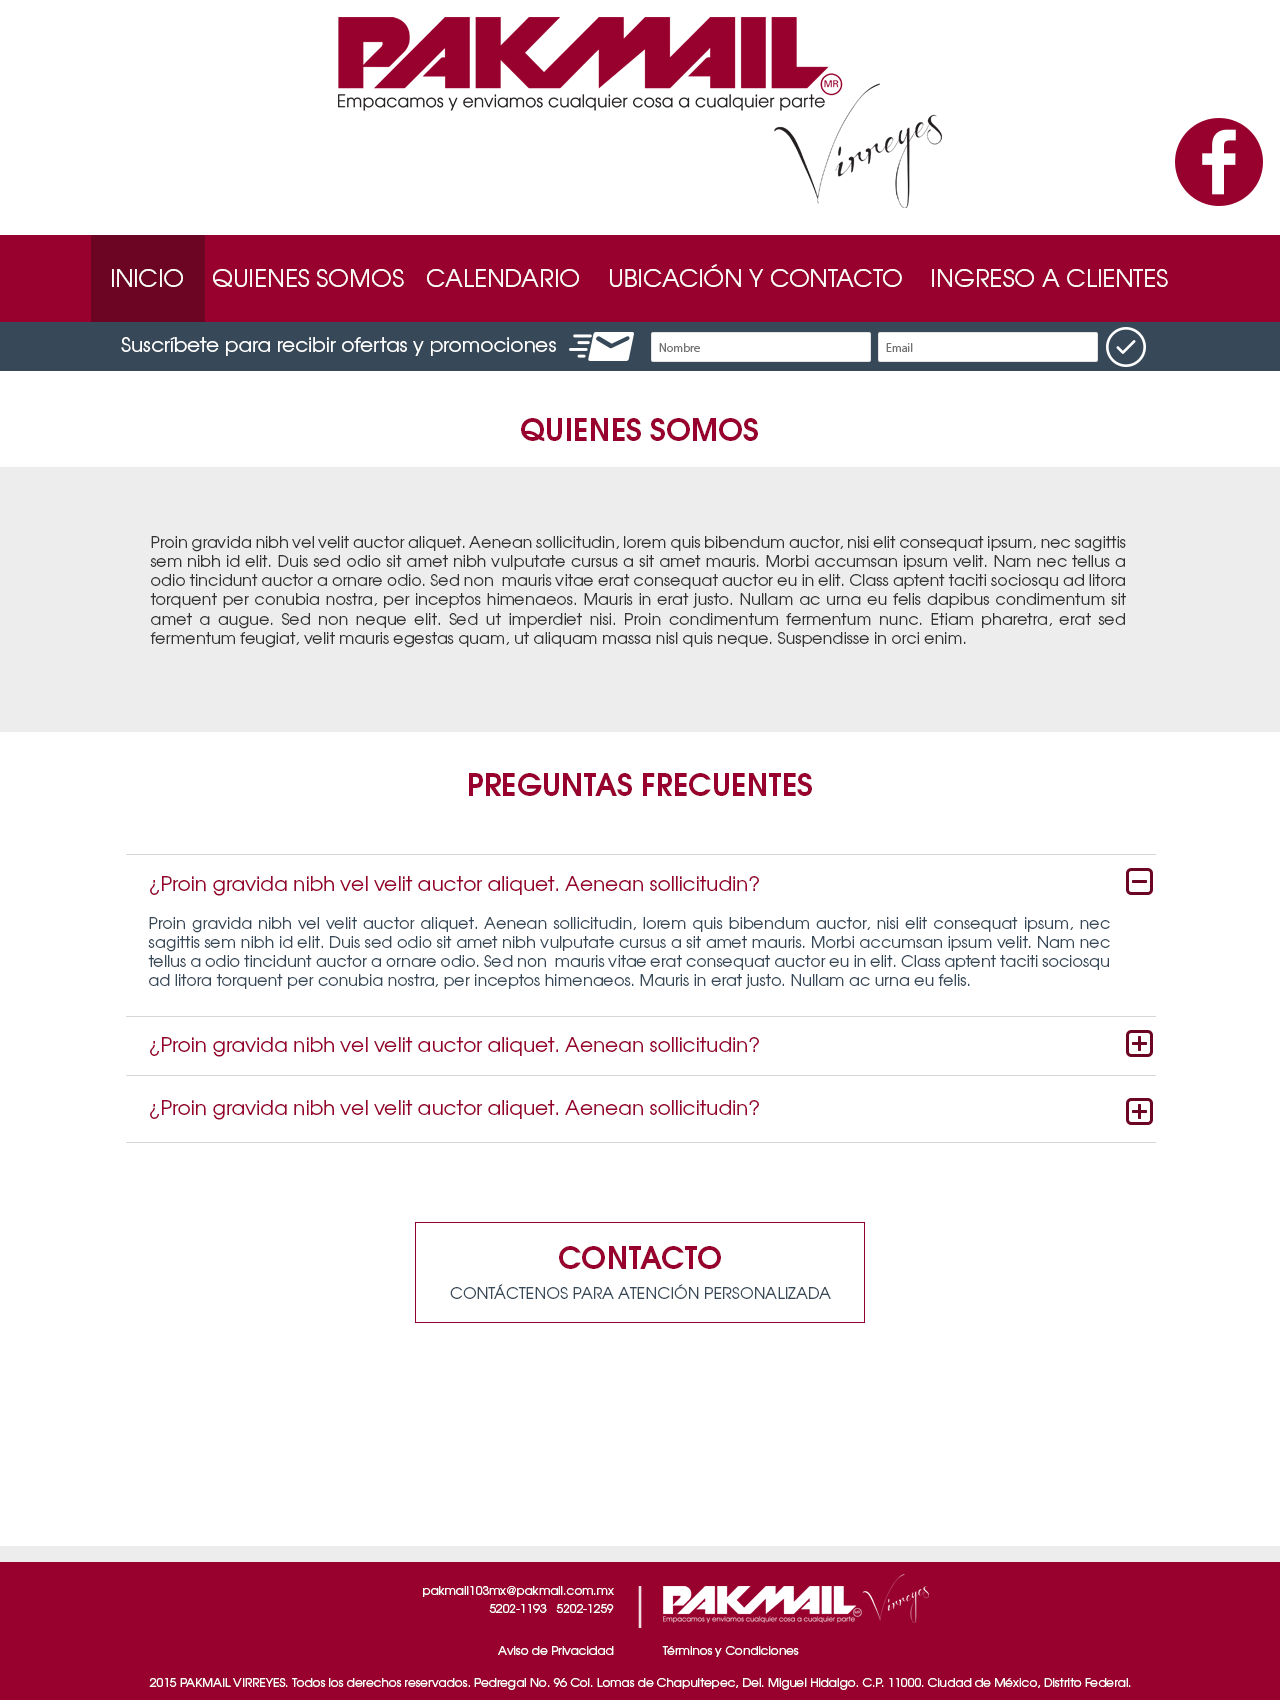 PAKMAIL
MR
Empacamos y enviamos cualquier cosa a cualquier parte
Virreyes
f
INICIO QUIENES SOMOS CALENDARIO UBICACIÓN Y CONTACTO INGRESO A CLIENTES
Suscríbete para recibir ofertas y promociones Nombre Email
QUIENES SOMOS
Proin gravida nibh vel velit auctor aliquet. Aenean sollicitudin, lorem quis bibendum auctor, nisi elit consequat ipsum, nec sagittis
sem nibh id elit. Duis sed odio sit amet nibh vulputate cursus a sit amet mauris. Morbi accumsan ipsum velit. Nam nec tellus a
odio tincidunt auctor a ornare odio. Sed non  mauris vitae erat consequat auctor eu in elit. Class aptent taciti sociosqu ad litora
torquent per conubia nostra, per inceptos himenaeos. Mauris in erat justo. Nullam ac urna eu felis dapibus condimentum sit
amet a augue. Sed non neque elit. Sed ut imperdiet nisi. Proin condimentum fermentum nunc. Etiam pharetra, erat sed
fermentum feugiat, velit mauris egestas quam, ut aliquam massa nisl quis neque. Suspendisse in orci enim.
PREGUNTAS FRECUENTES
¿Proin gravida nibh vel velit auctor aliquet. Aenean sollicitudin?
Proin gravida nibh vel velit auctor aliquet. Aenean sollicitudin, lorem quis bibendum auctor, nisi elit consequat ipsum, nec
sagittis sem nibh id elit. Duis sed odio sit amet nibh vulputate cursus a sit amet mauris. Morbi accumsan ipsum velit. Nam nec
tellus a odio tincidunt auctor a ornare odio. Sed non  mauris vitae erat consequat auctor eu in elit. Class aptent taciti sociosqu
ad litora torquent per conubia nostra, per inceptos himenaeos. Mauris in erat justo. Nullam ac urna eu felis.
¿Proin gravida nibh vel velit auctor aliquet. Aenean sollicitudin?
¿Proin gravida nibh vel velit auctor aliquet. Aenean sollicitudin?
CONTACTO
CONTÁCTENOS PARA ATENCIÓN PERSONALIZADA
pakmail103mx@pakmail.com.mx
5202-1193 5202-1259
PAKMAIL
MR
Empacamos y enviamos cualquier cosa a cualquier parte
Virreyes
Aviso de Privacidad Términos y Condiciones
2015 PAKMAIL VIRREYES. Todos los derechos reservados. Pedregal No. 96 Col. Lomas de Chapultepec, Del. Miguel Hidalgo. C.P. 11000. Ciudad de México, Distrito Federal.